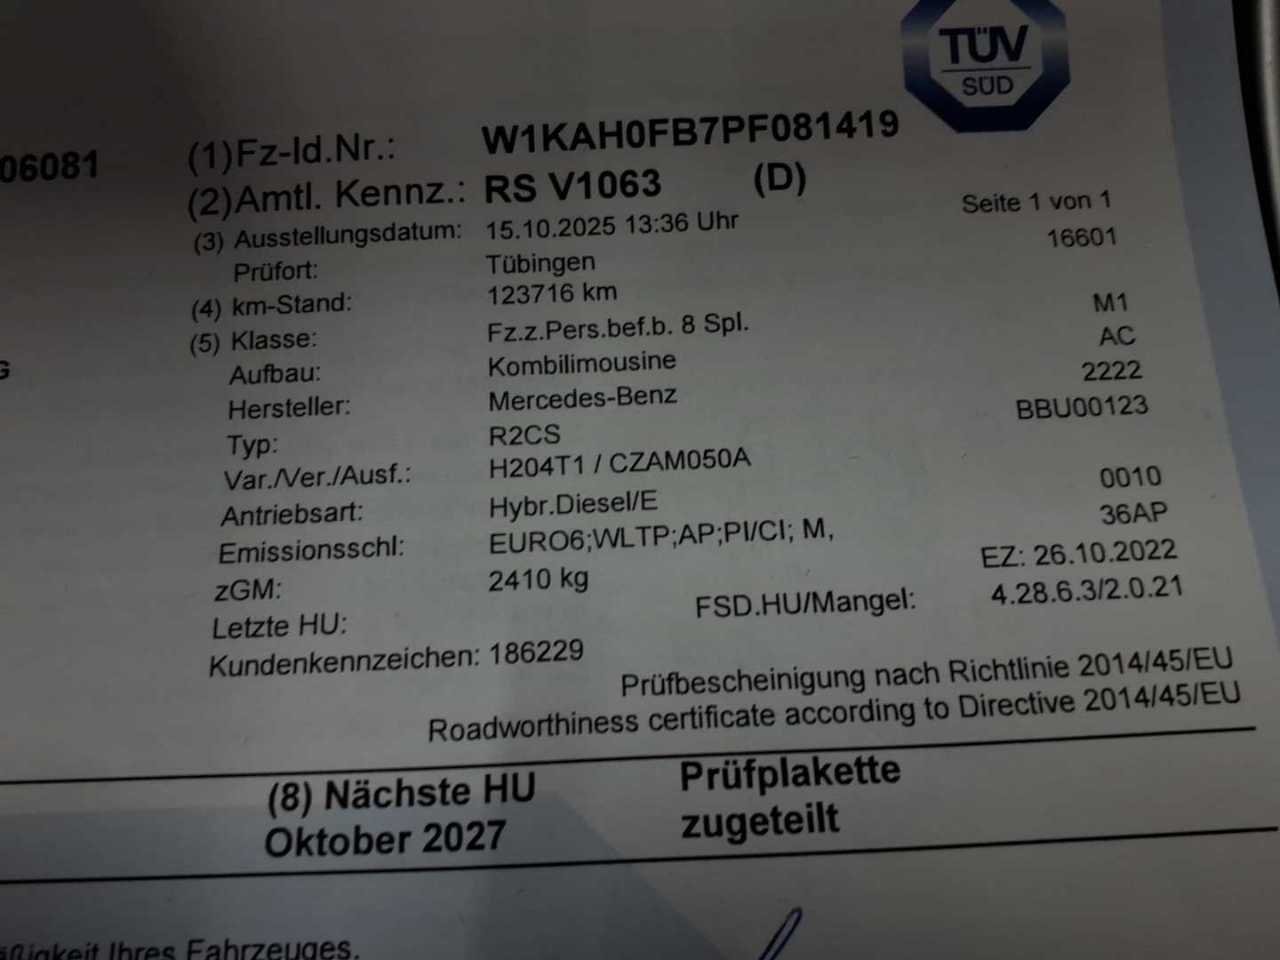 TÜV
SÜD
06081
(1)Fz-Id.Nr.: W1KAH0FB7PF081419
(2)Amtl. Kennz.: RS V1063 (D)
Seite 1 von 1
(3) Ausstellungsdatum: 15.10.2025 13:36 Uhr
Prüfort: Tübingen 16601
(4) km-Stand: 123716 km
(5) Klasse: Fz.z.Pers.bef.b. 8 Spl. M1
Aufbau: Kombilimousine AC
Hersteller: Mercedes-Benz 2222
Typ: R2CS BBU00123
Var./Ver./Ausf.: H204T1 / CZAM050A
Antriebsart: Hybr.Diesel/E 0010
Emissionsschl: EURO6;WLTP;AP;PI/CI; M, 36AP
zGM: 2410 kg EZ: 26.10.2022
Letzte HU: FSD.HU/Mangel: 4.28.6.3/2.0.21
Kundenkennzeichen: 186229
Prüfbescheinigung nach Richtlinie 2014/45/EU
Roadworthiness certificate according to Directive 2014/45/EU
(8) Nächste HU Prüfplakette
Oktober 2027 zugeteilt
Ihres Fahrzeuges.